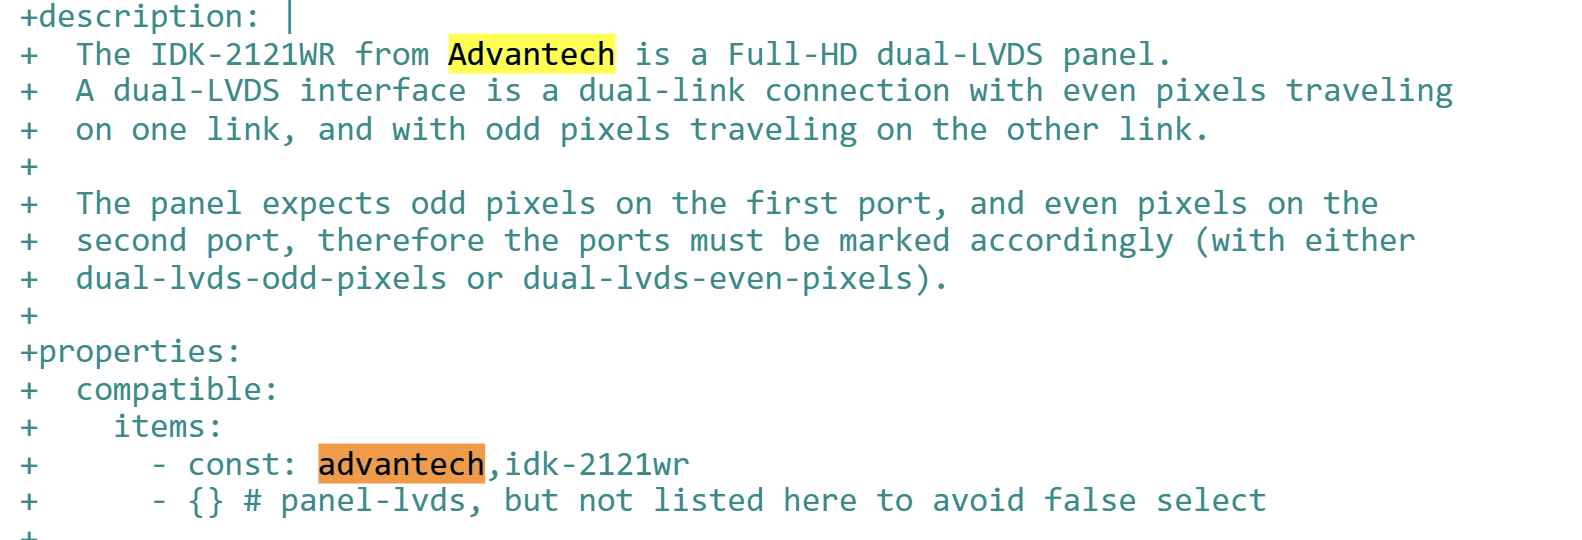 +description: |
+  The IDK-2121WR from Advantech is a Full-HD dual-LVDS panel.
+  A dual-LVDS interface is a dual-link connection with even pixels traveling
+  on one link, and with odd pixels traveling on the other link.
+
+  The panel expects odd pixels on the first port, and even pixels on the
+  second port, therefore the ports must be marked accordingly (with either
+  dual-lvds-odd-pixels or dual-lvds-even-pixels).
+
+properties:
+  compatible:
+    items:
+      - const: advantech,idk-2121wr
+      - {} # panel-lvds, but not listed here to avoid false select
+